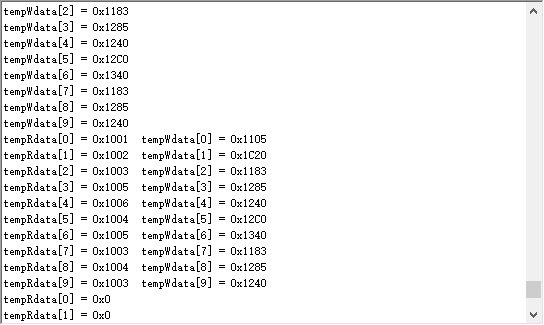 tempWdata[2] = 0x1183
tempWdata[3] = 0x1285
tempWdata[4] = 0x1240
tempWdata[5] = 0x12C0
tempWdata[6] = 0x1340
tempWdata[7] = 0x1183
tempWdata[8] = 0x1285
tempWdata[9] = 0x1240
tempRdata[0] = 0x1001  tempWdata[0] = 0x1105
tempRdata[1] = 0x1002  tempWdata[1] = 0x1C20
tempRdata[2] = 0x1003  tempWdata[2] = 0x1183
tempRdata[3] = 0x1005  tempWdata[3] = 0x1285
tempRdata[4] = 0x1006  tempWdata[4] = 0x1240
tempRdata[5] = 0x1004  tempWdata[5] = 0x12C0
tempRdata[6] = 0x1005  tempWdata[6] = 0x1340
tempRdata[7] = 0x1003  tempWdata[7] = 0x1183
tempRdata[8] = 0x1004  tempWdata[8] = 0x1285
tempRdata[9] = 0x1003  tempWdata[9] = 0x1240
tempRdata[0] = 0x0
tempRdata[1] = 0x0